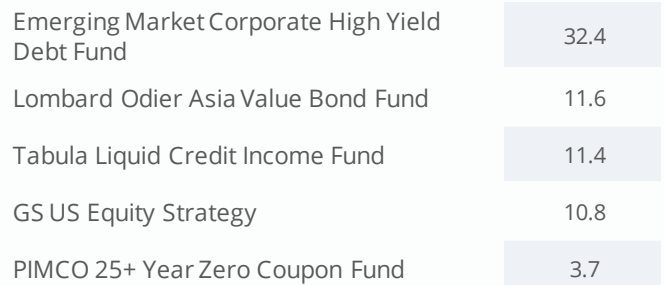 Emerging Market Corporate High Yield
Debt Fund
32.4
Lombard Odier Asia Value Bond Fund 11.6
Tabula Liquid Credit Income Fund 11.4
GS US Equity Strategy 10.8
PIMCO 25+ Year Zero Coupon Fund 3.7